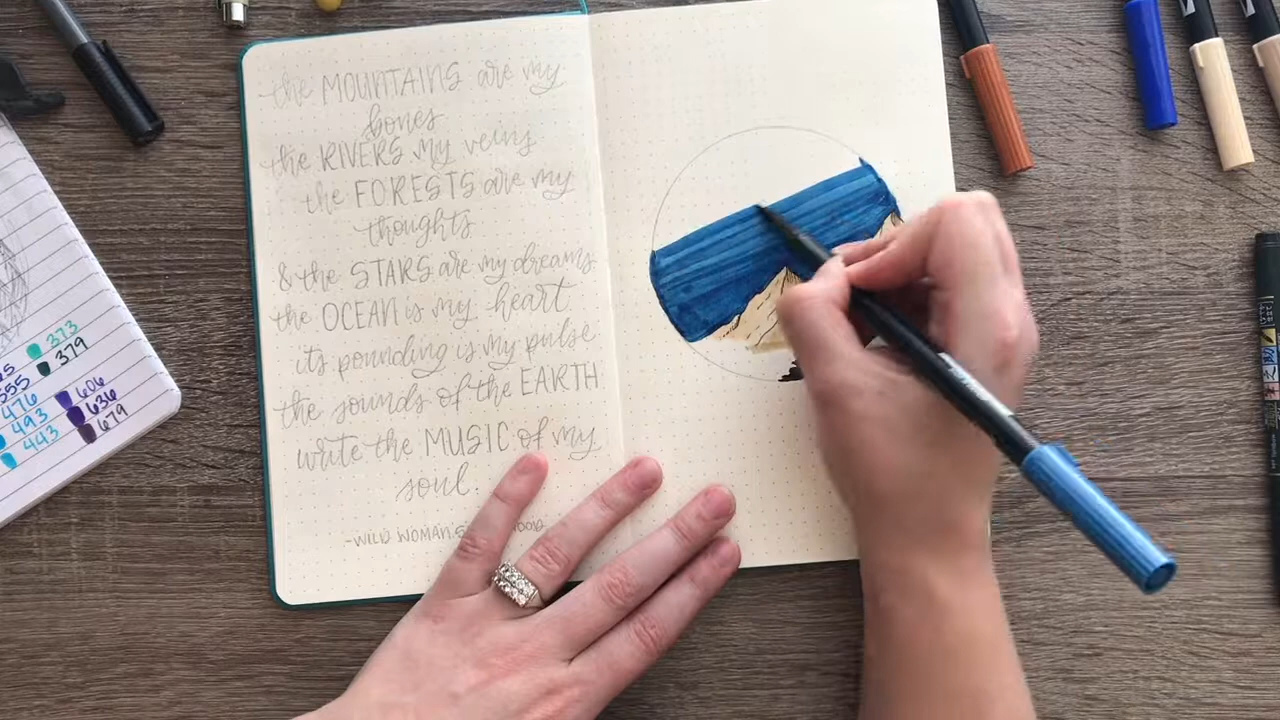 the MOUNTAINS are my
bones
the RIVERS my veins
the FORESTS are my
thoughts
& the STARS are my dreams
the OCEAN is my heart
its pounding is my pulse
the sounds of the EARTH
write the MUSIC of my
soul.
-WILD WOMAN
373
379
555
476
493
443
606
636
679